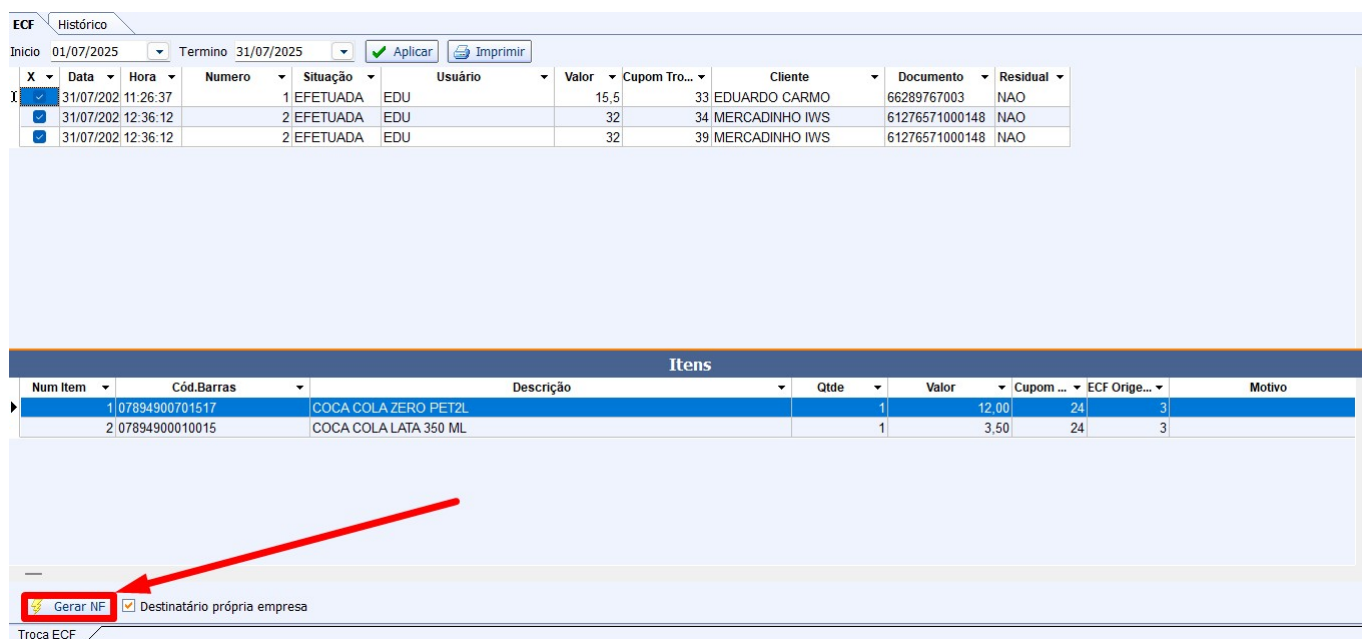 ECF Histórico
Inicio 01/07/2025 Termino 31/07/2025 Aplicar Imprimir
X Data Hora Numero Situação Usuário Valor Cupom Tro... Cliente Documento Residual
31/07/202 11:26:37 1 EFETUADA EDU 15,5 33 EDUARDO CARMO 66289767003 NAO
31/07/202 12:36:12 2 EFETUADA EDU 32 34 MERCADINHO IWS 61276571000148 NAO
31/07/202 12:36:12 2 EFETUADA EDU 32 39 MERCADINHO IWS 61276571000148 NAO
Itens
Num Item Cód.Barras Descrição Qtde Valor Cupom ... ECF Orige... Motivo
1 07894900701517 COCA COLA ZERO PET2L 1 12,00 24 3
2 07894900010015 COCA COLA LATA 350 ML 1 3,50 24 3
Gerar NF Destinatário própria empresa
Troca ECF